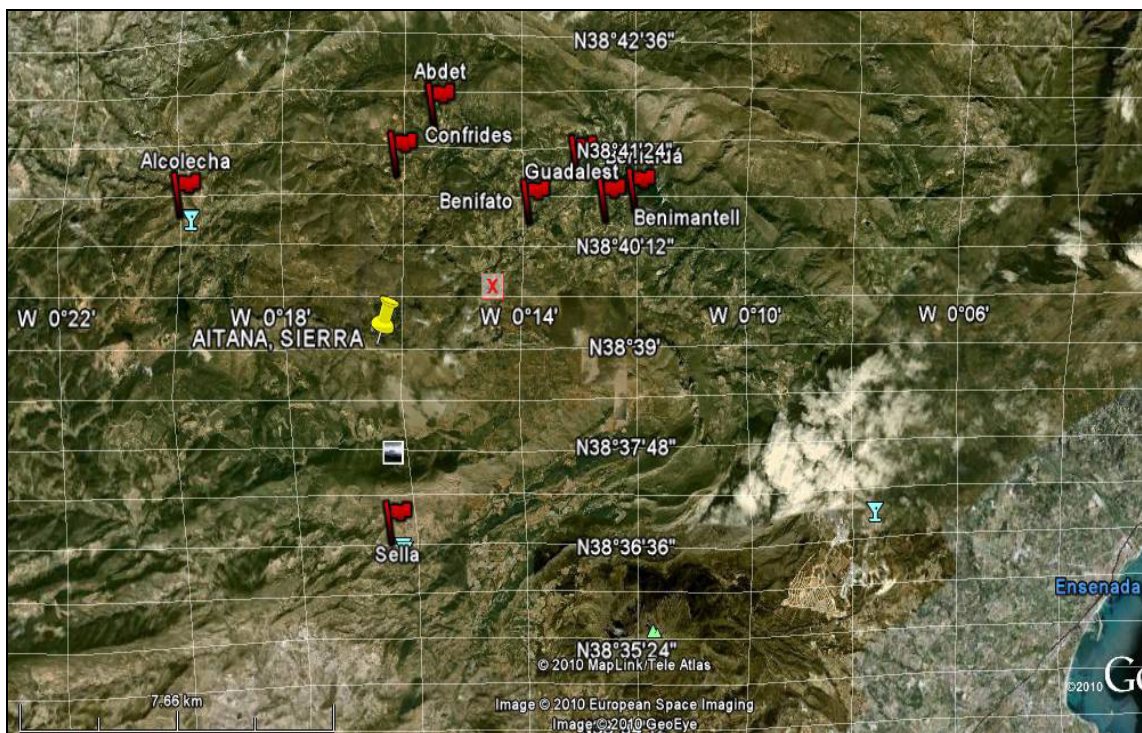 N38°42'36"
Abdet
Confrides
N38°41'24"
Alcolecha
Guadalest
Benifato
Benimantell
N38°40'12"
W 0°22'
W 0°18'
W 0°14'
W 0°10'
W 0°06'
AITANA, SIERRA
N38°39'
N38°37'48"
N38°36'36"
Sella
Ensenada
N38°35'24"
© 2010 MapLink/Tele Atlas
©2010
7.66 km
Image © 2010 European Space Imaging
Image © 2010 GeoEye